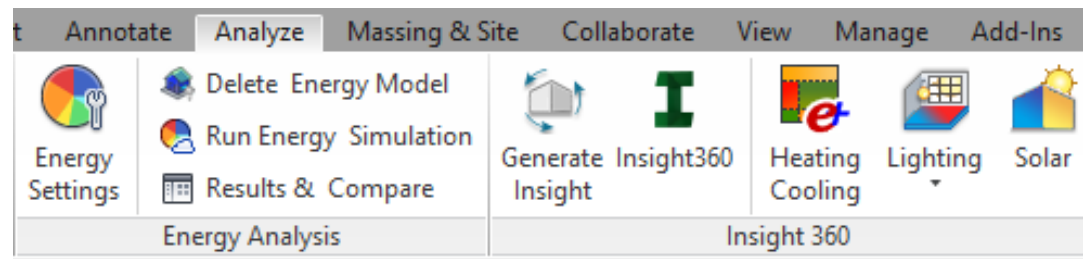 t Annotate Analyze Massing & Site Collaborate View Manage Add-Ins
Energy Settings
Delete Energy Model
Run Energy Simulation
Results & Compare
Generate Insight
Insight360
Heating Cooling
Lighting
Solar
Energy Analysis
Insight 360